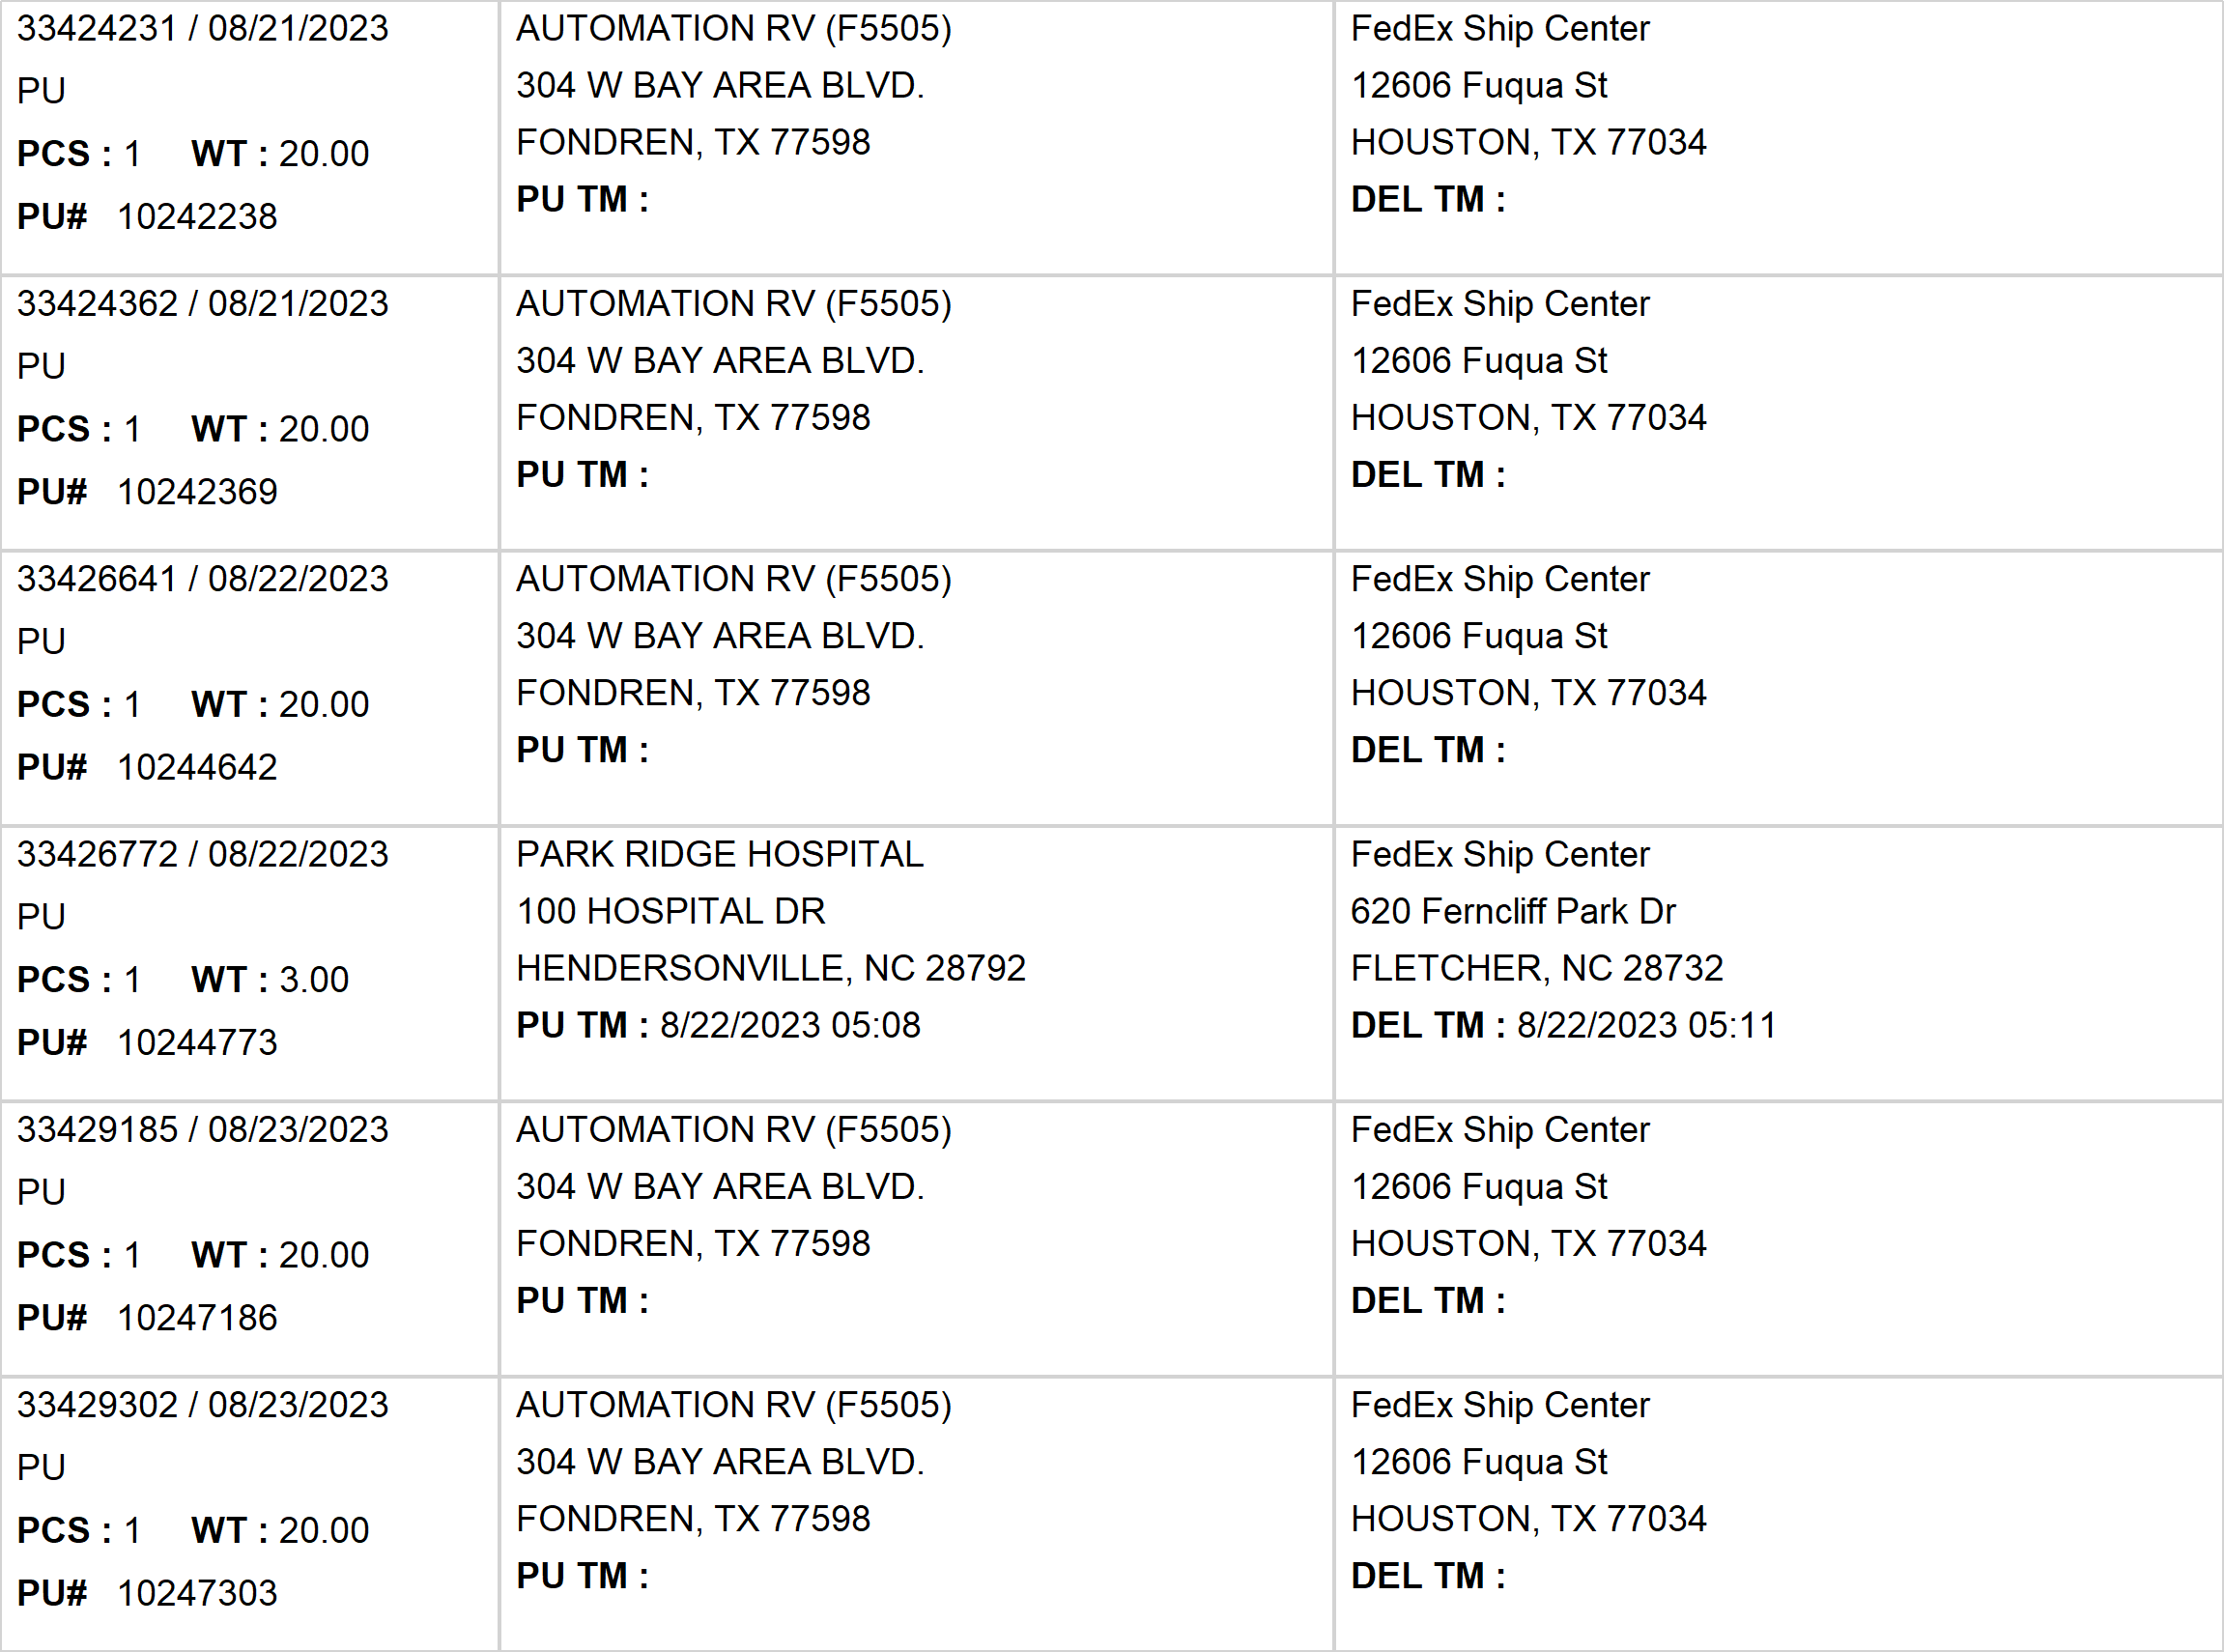 33424231 / 08/21/2023
PU
PCS : 1 WT : 20.00
PU# 10242238
AUTOMATION RV (F5505)
304 W BAY AREA BLVD.
FONDREN, TX 77598
PU TM :
FedEx Ship Center
12606 Fuqua St
HOUSTON, TX 77034
DEL TM :
33424362 / 08/21/2023
PU
PCS : 1 WT : 20.00
PU# 10242369
AUTOMATION RV (F5505)
304 W BAY AREA BLVD.
FONDREN, TX 77598
PU TM :
FedEx Ship Center
12606 Fuqua St
HOUSTON, TX 77034
DEL TM :
33426641 / 08/22/2023
PU
PCS : 1 WT : 20.00
PU# 10244642
AUTOMATION RV (F5505)
304 W BAY AREA BLVD.
FONDREN, TX 77598
PU TM :
FedEx Ship Center
12606 Fuqua St
HOUSTON, TX 77034
DEL TM :
33426772 / 08/22/2023
PU
PCS : 1 WT : 3.00
PU# 10244773
PARK RIDGE HOSPITAL
100 HOSPITAL DR
HENDERSONVILLE, NC 28792
PU TM : 8/22/2023 05:08
FedEx Ship Center
620 Ferncliff Park Dr
FLETCHER, NC 28732
DEL TM : 8/22/2023 05:11
33429185 / 08/23/2023
PU
PCS : 1 WT : 20.00
PU# 10247186
AUTOMATION RV (F5505)
304 W BAY AREA BLVD.
FONDREN, TX 77598
PU TM :
FedEx Ship Center
12606 Fuqua St
HOUSTON, TX 77034
DEL TM :
33429302 / 08/23/2023
PU
PCS : 1 WT : 20.00
PU# 10247303
AUTOMATION RV (F5505)
304 W BAY AREA BLVD.
FONDREN, TX 77598
PU TM :
FedEx Ship Center
12606 Fuqua St
HOUSTON, TX 77034
DEL TM :